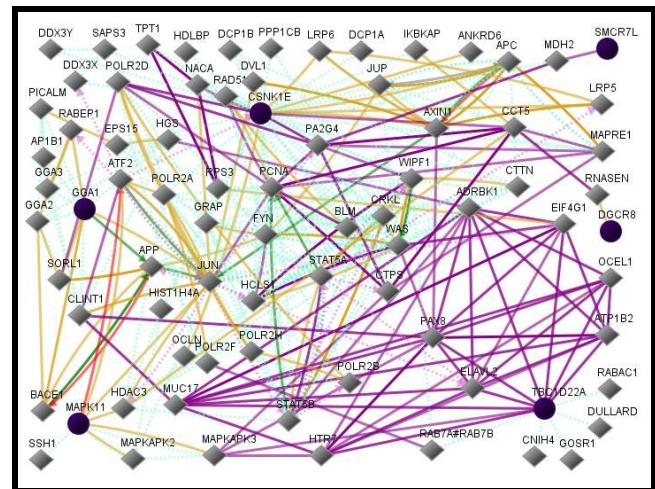 DDX3Y
SAPS3
TPT1
HDLBP
DCP1B
PPP1CB
LRP6
DCP1A
IKBKAP
ANKRD6
SMCR7L
APC
MDH2
DDX3X
POLR2D
NACA
RAD51
DVL1
JUP
CSNK1E
PICALM
RABEP1
EPS15
HGS
PA2G4
AXIN1
CCT5
LRP5
MAPRE1
AP1B1
GGA3
ATF2
POLR2A
RPS3
PCNA
WIPF1
CTTN
RNASEN
GGA2
GGA1
GRAP
FYN
BLM
CRKL
ADRBK1
WAS
EIF4G1
DGCR8
SORL1
APP
JUN
STAT5A
CTPS
OCEL1
CLINT1
HIST1H4A
HCLS1
PAX8
ATP1B2
OCLN
POLR2F
POLR2H
POLR2B
ELAVL2
RABAC1
BACE1
MAPK11
HDAC3
MUC17
STAT5B
TBC1D22A
DULLARD
SSH1
MAPKAPK2
MAPKAPK3
HTR7
RAB7A#RAB7B
CNIH4
GOSR1